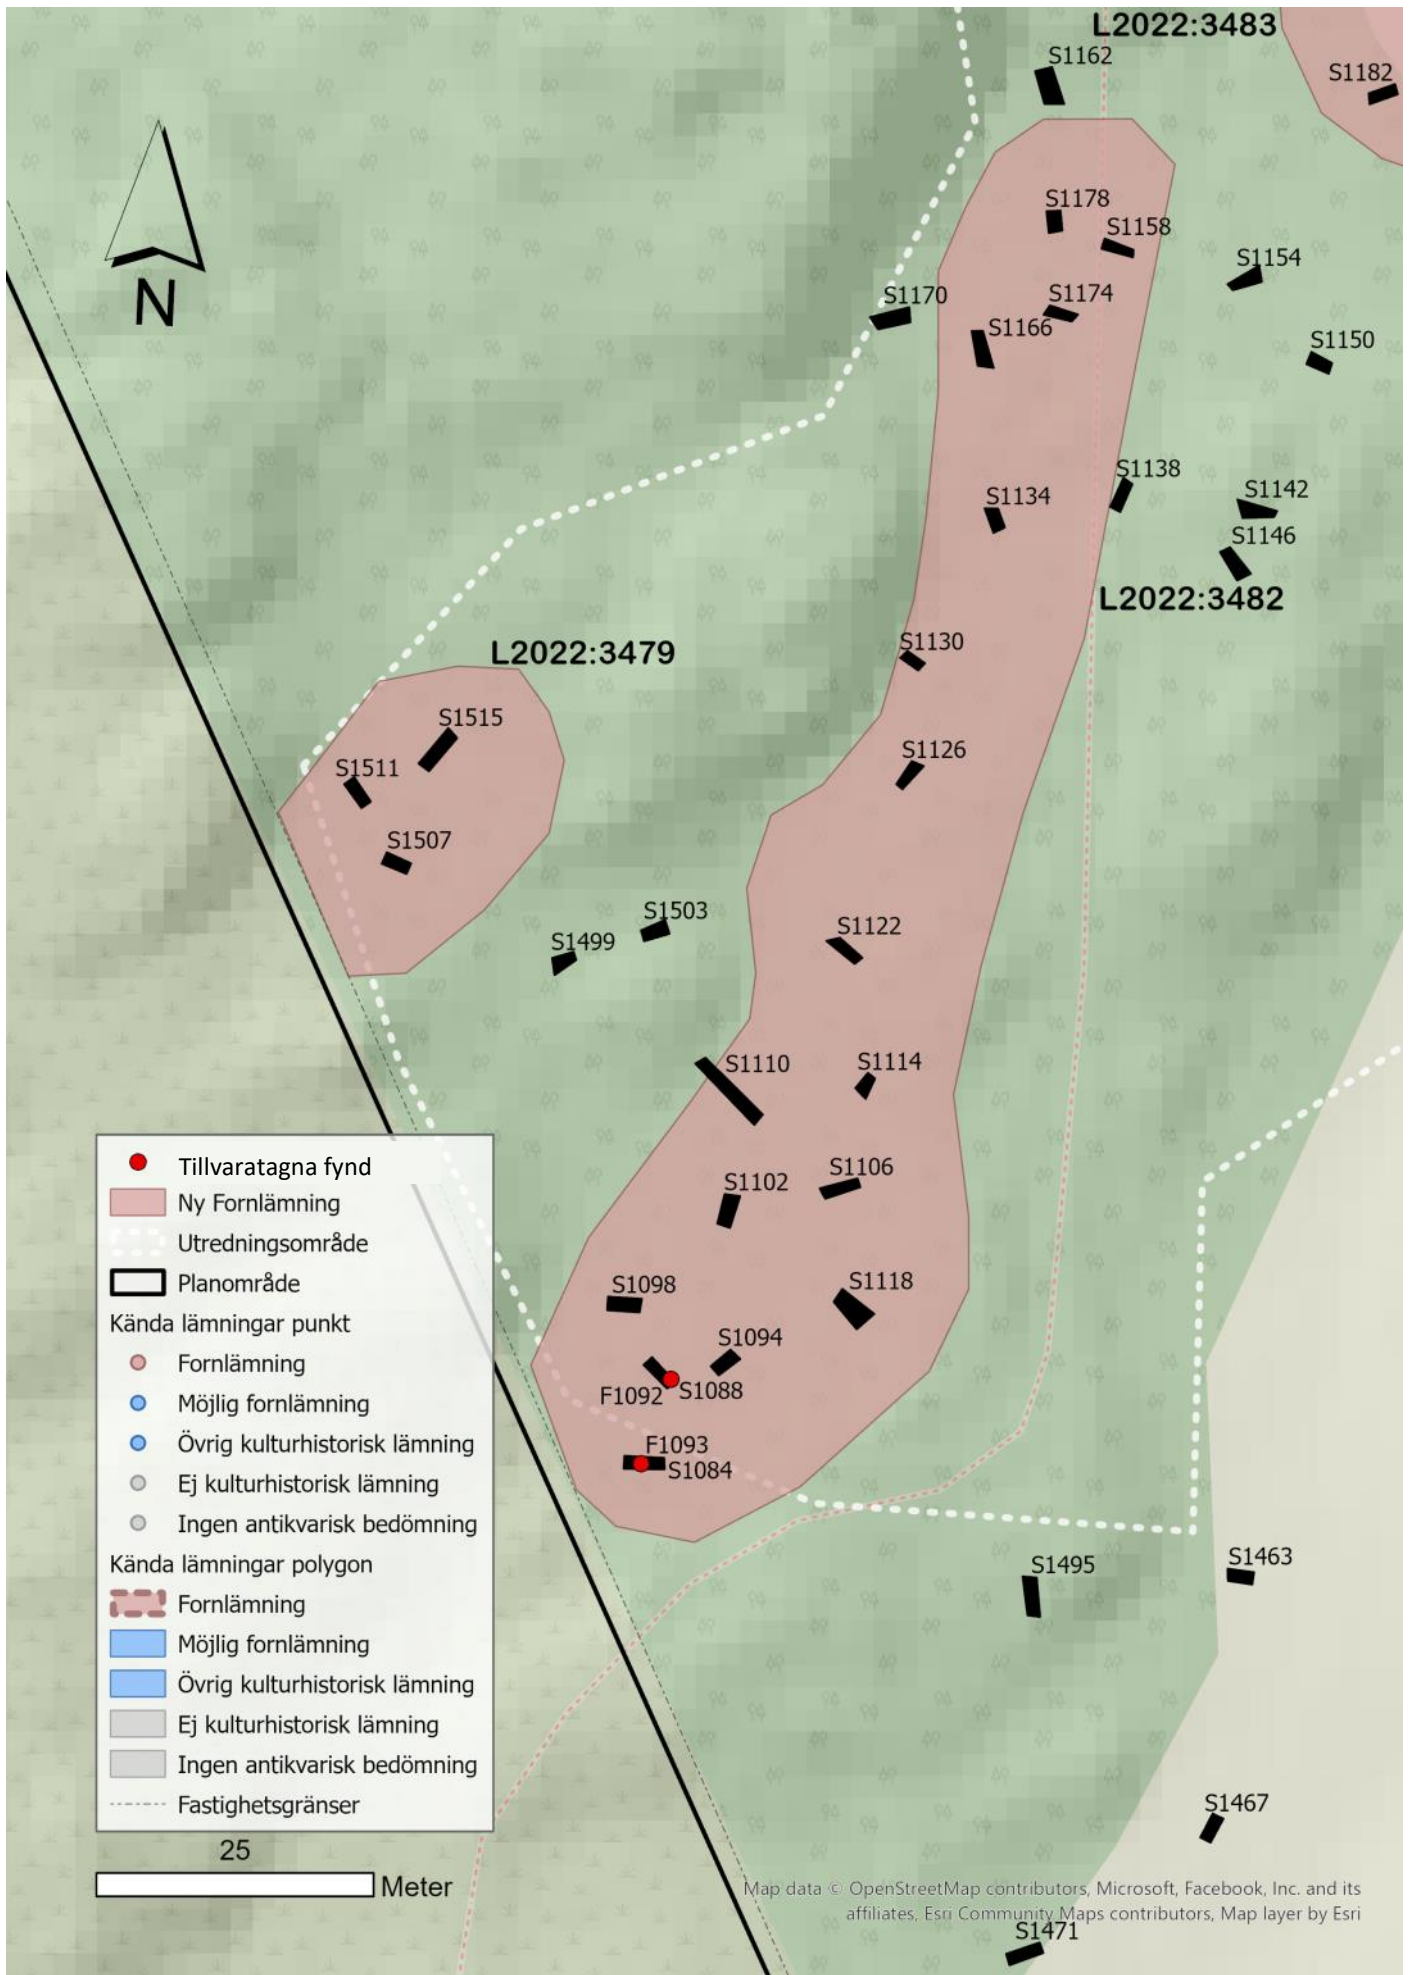 L2022:3483
S1162
S1182
N
S1178
S1158
S1154
S1170
S1174
S1166
S1150
S1138
S1134
S1142
S1146
L2022:3482
S1130
L2022:3479
S1515
S1126
S1511
S1507
S1503
S1122
S1499
S1110
S1114
S1106
S1102
S1098
S1118
S1094
F1092
S1088
F1093
S1084
S1495
S1463
S1467
S1471
Tillvaratagna fynd
Ny Fornlämning
Utredningsområde
Planområde
Kända lämningar punkt
Fornlämning
Möjlig fornlämning
Övrig kulturhistorisk lämning
Ej kulturhistorisk lämning
Ingen antikvarisk bedömning
Kända lämningar polygon
Fornlämning
Möjlig fornlämning
Övrig kulturhistorisk lämning
Ej kulturhistorisk lämning
Ingen antikvarisk bedömning
Fastighetsgränser
25
Meter
Map data © OpenStreetMap contributors, Microsoft, Facebook, Inc. and its
affiliates, Esri Community Maps contributors, Map layer by Esri